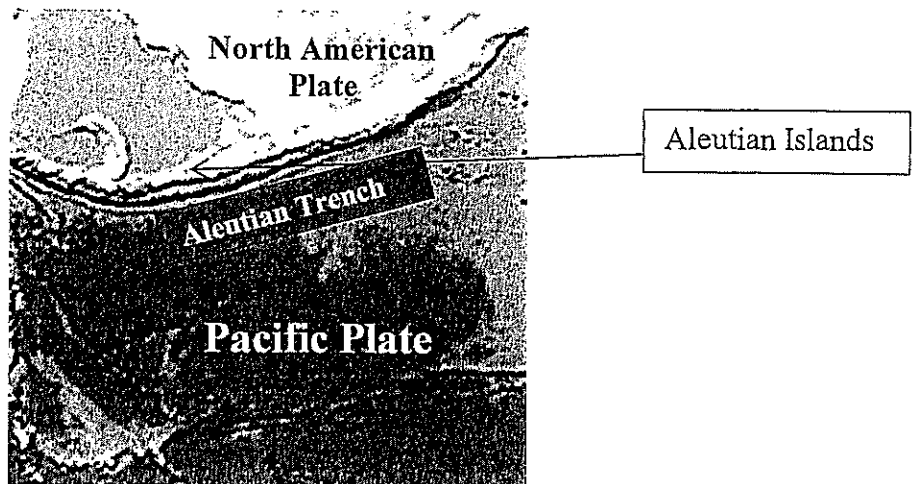 North American
Plate
Aleutian Islands
Aleutian Trench
Pacific Plate